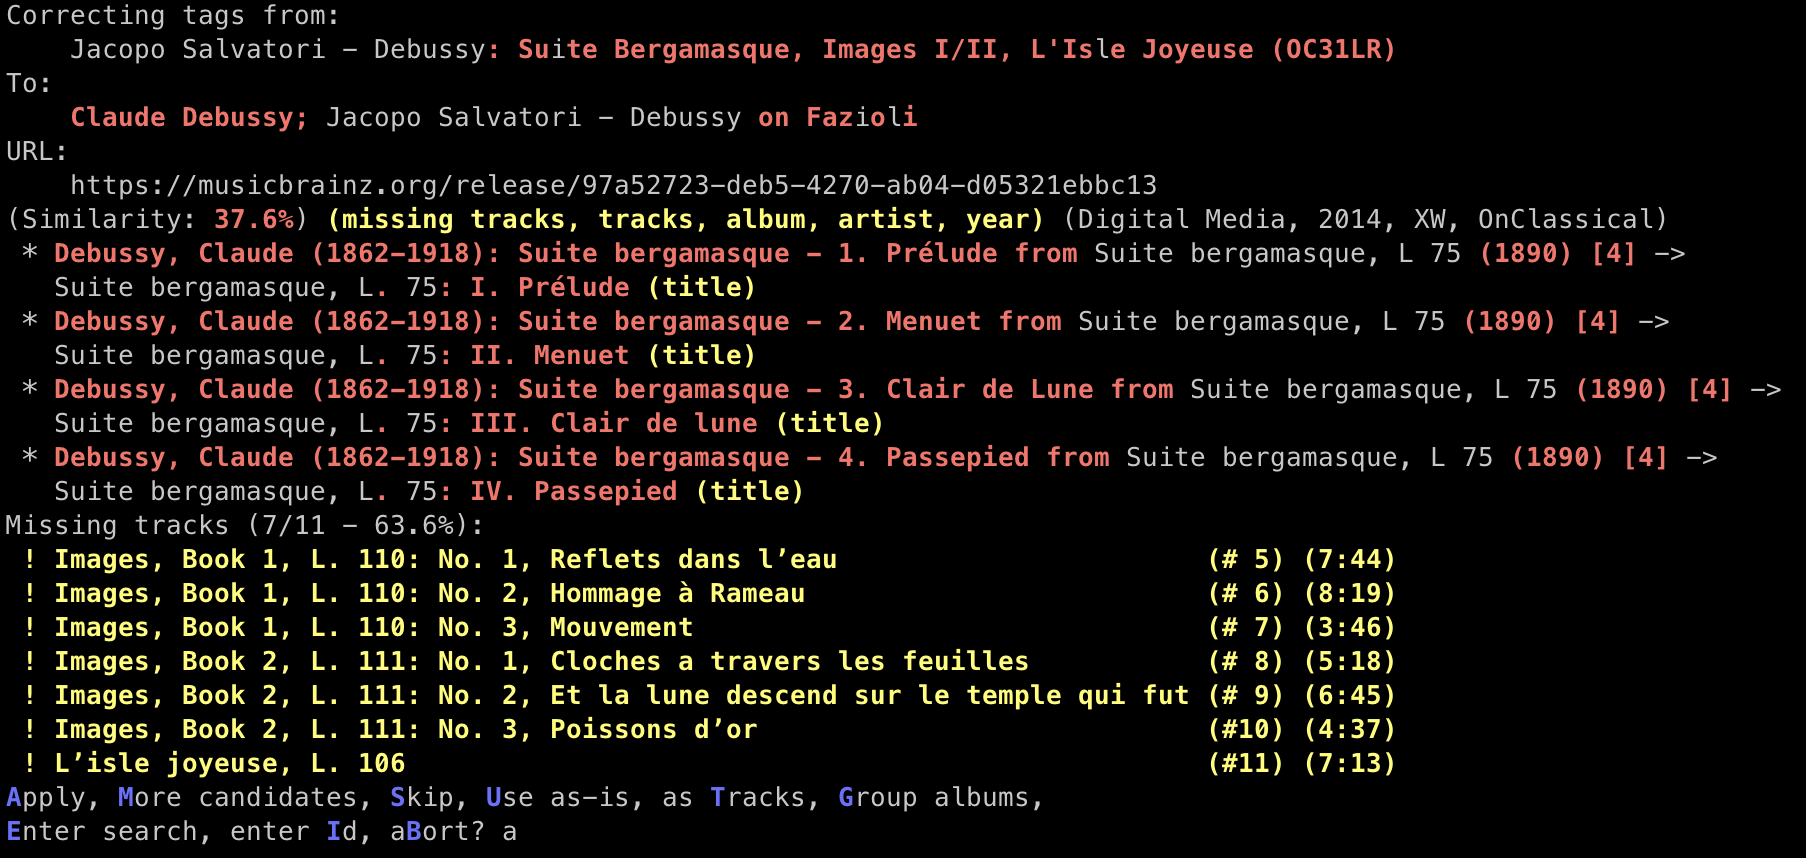 Correcting tags from:
    Jacopo Salvatori - Debussy: Suite Bergamasque, Images I/II, L'Isle Joyeuse (OC31LR)
To:
    Claude Debussy; Jacopo Salvatori - Debussy on Fazioli
URL:
    https://musicbrainz.org/release/97a52723-deb5-4270-ab04-d05321ebbc13
(Similarity: 37.6%) (missing tracks, tracks, album, artist, year) (Digital Media, 2014, XW, OnClassical)
 * Debussy, Claude (1862-1918): Suite bergamasque - 1. Prélude from Suite bergamasque, L 75 (1890) [4] ->
   Suite bergamasque, L. 75: I. Prélude (title)
 * Debussy, Claude (1862-1918): Suite bergamasque - 2. Menuet from Suite bergamasque, L 75 (1890) [4] ->
   Suite bergamasque, L. 75: II. Menuet (title)
 * Debussy, Claude (1862-1918): Suite bergamasque - 3. Clair de Lune from Suite bergamasque, L 75 (1890) [4] ->
   Suite bergamasque, L. 75: III. Clair de lune (title)
 * Debussy, Claude (1862-1918): Suite bergamasque - 4. Passepied from Suite bergamasque, L 75 (1890) [4] ->
   Suite bergamasque, L. 75: IV. Passepied (title)
Missing tracks (7/11 - 63.6%):
 ! Images, Book 1, L. 110: No. 1, Reflets dans l’eau                       (# 5) (7:44)
 ! Images, Book 1, L. 110: No. 2, Hommage à Rameau                         (# 6) (8:19)
 ! Images, Book 1, L. 110: No. 3, Mouvement                                (# 7) (3:46)
 ! Images, Book 2, L. 111: No. 1, Cloches a travers les feuilles           (# 8) (5:18)
 ! Images, Book 2, L. 111: No. 2, Et la lune descend sur le temple qui fut (# 9) (6:45)
 ! Images, Book 2, L. 111: No. 3, Poissons d’or                            (#10) (4:37)
 ! L’isle joyeuse, L. 106                                                  (#11) (7:13)
Apply, More candidates, Skip, Use as-is, as Tracks, Group albums,
Enter search, enter Id, aBort? a